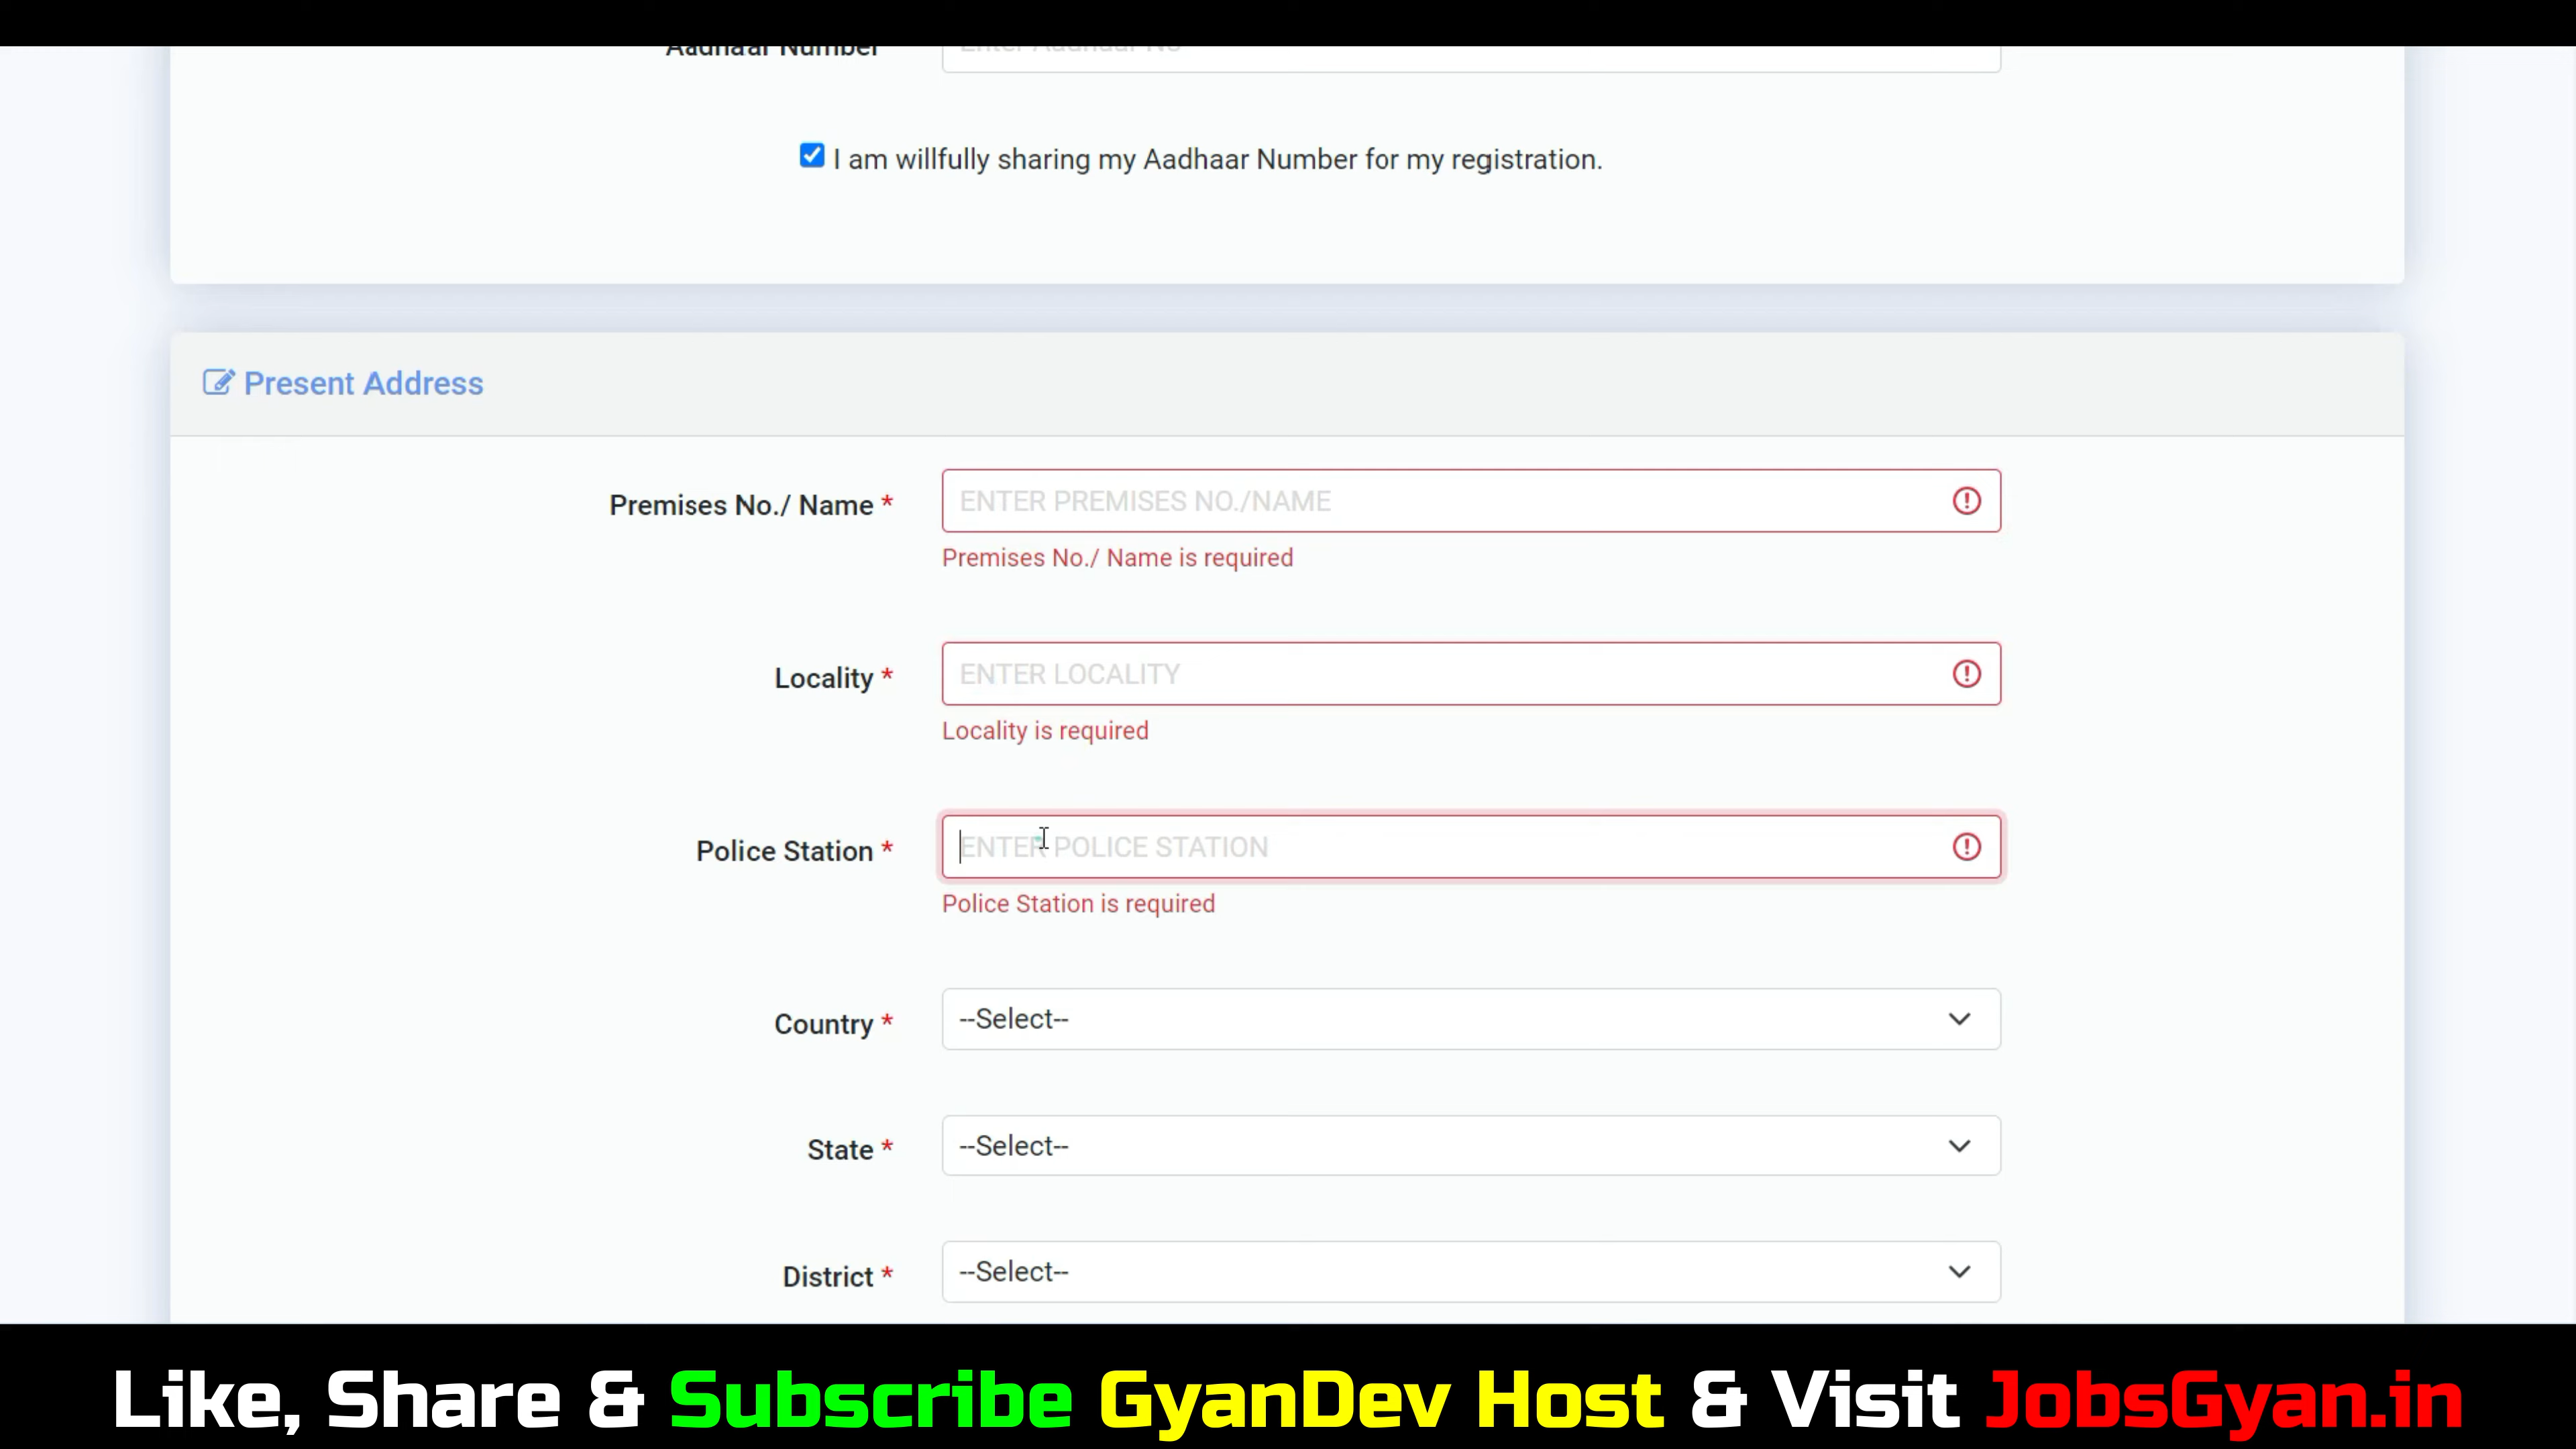 Aadhaar Number
Enter Aadhaar No
I am willfully sharing my Aadhaar Number for my registration.
Present Address
Premises No./ Name *
ENTER PREMISES NO./NAME
Premises No./ Name is required
Locality *
ENTER LOCALITY
Locality is required
Police Station *
ENTER POLICE STATION
Police Station is required
Country *
--Select--
State *
--Select--
District *
--Select--
Like, Share & Subscribe GyanDev Host & Visit JobsGyan.in